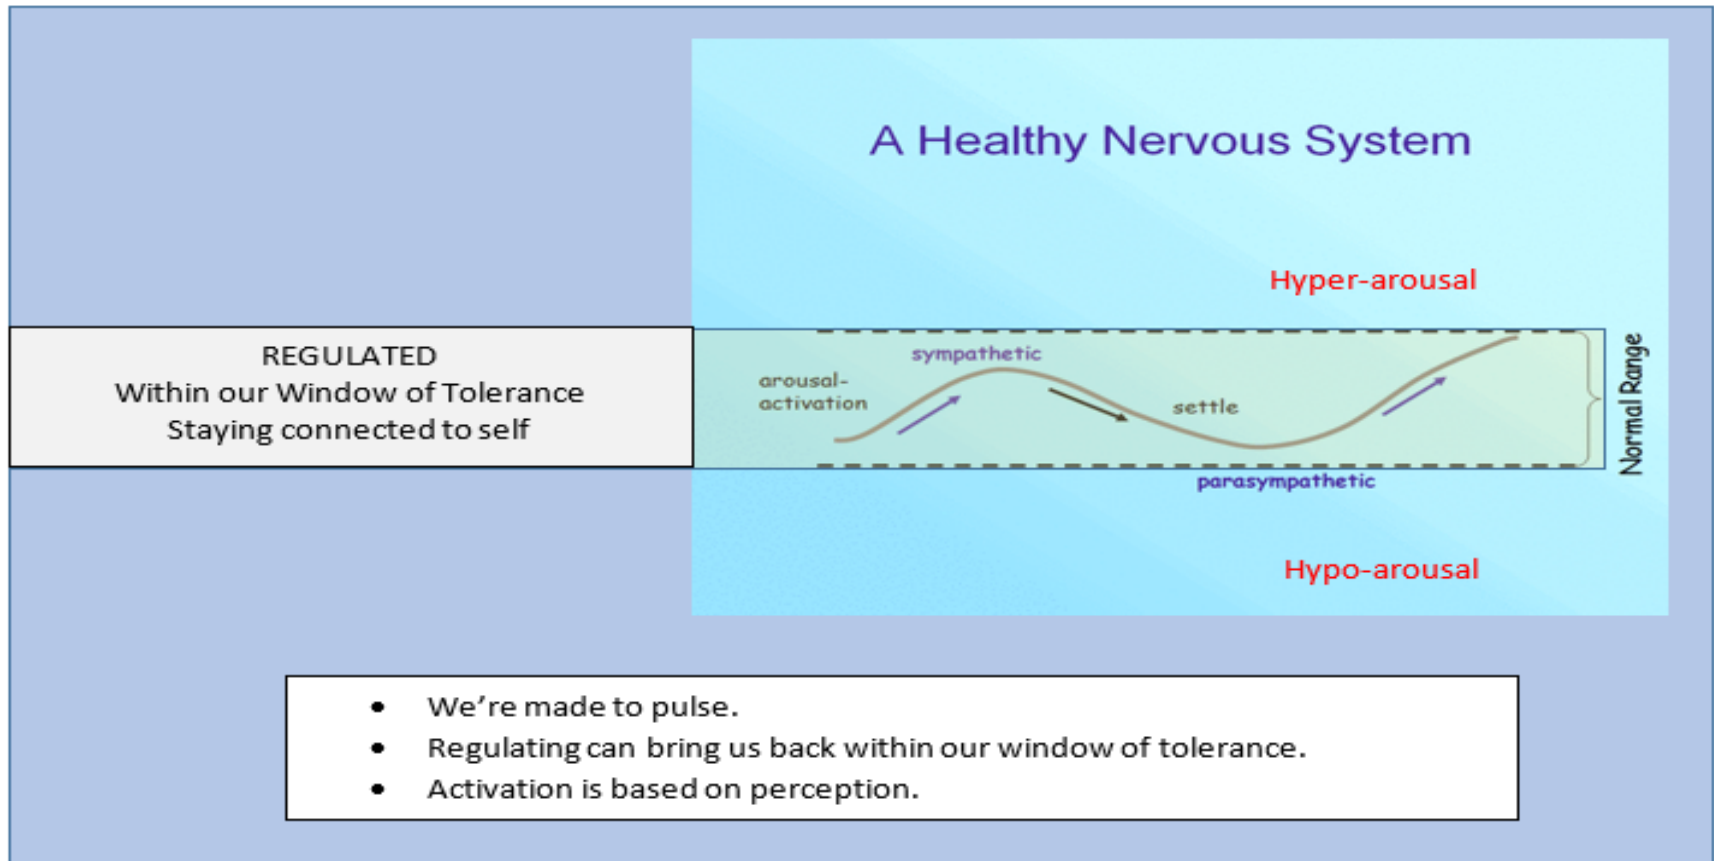 A Healthy Nervous System
Hyper-arousal
REGULATED
Within our Window of Tolerance
Staying connected to self
sympathetic
arousal-
activation
settle
Normal Range
parasympathetic
Hypo-arousal
• We’re made to pulse.
• Regulating can bring us back within our window of tolerance.
• Activation is based on perception.